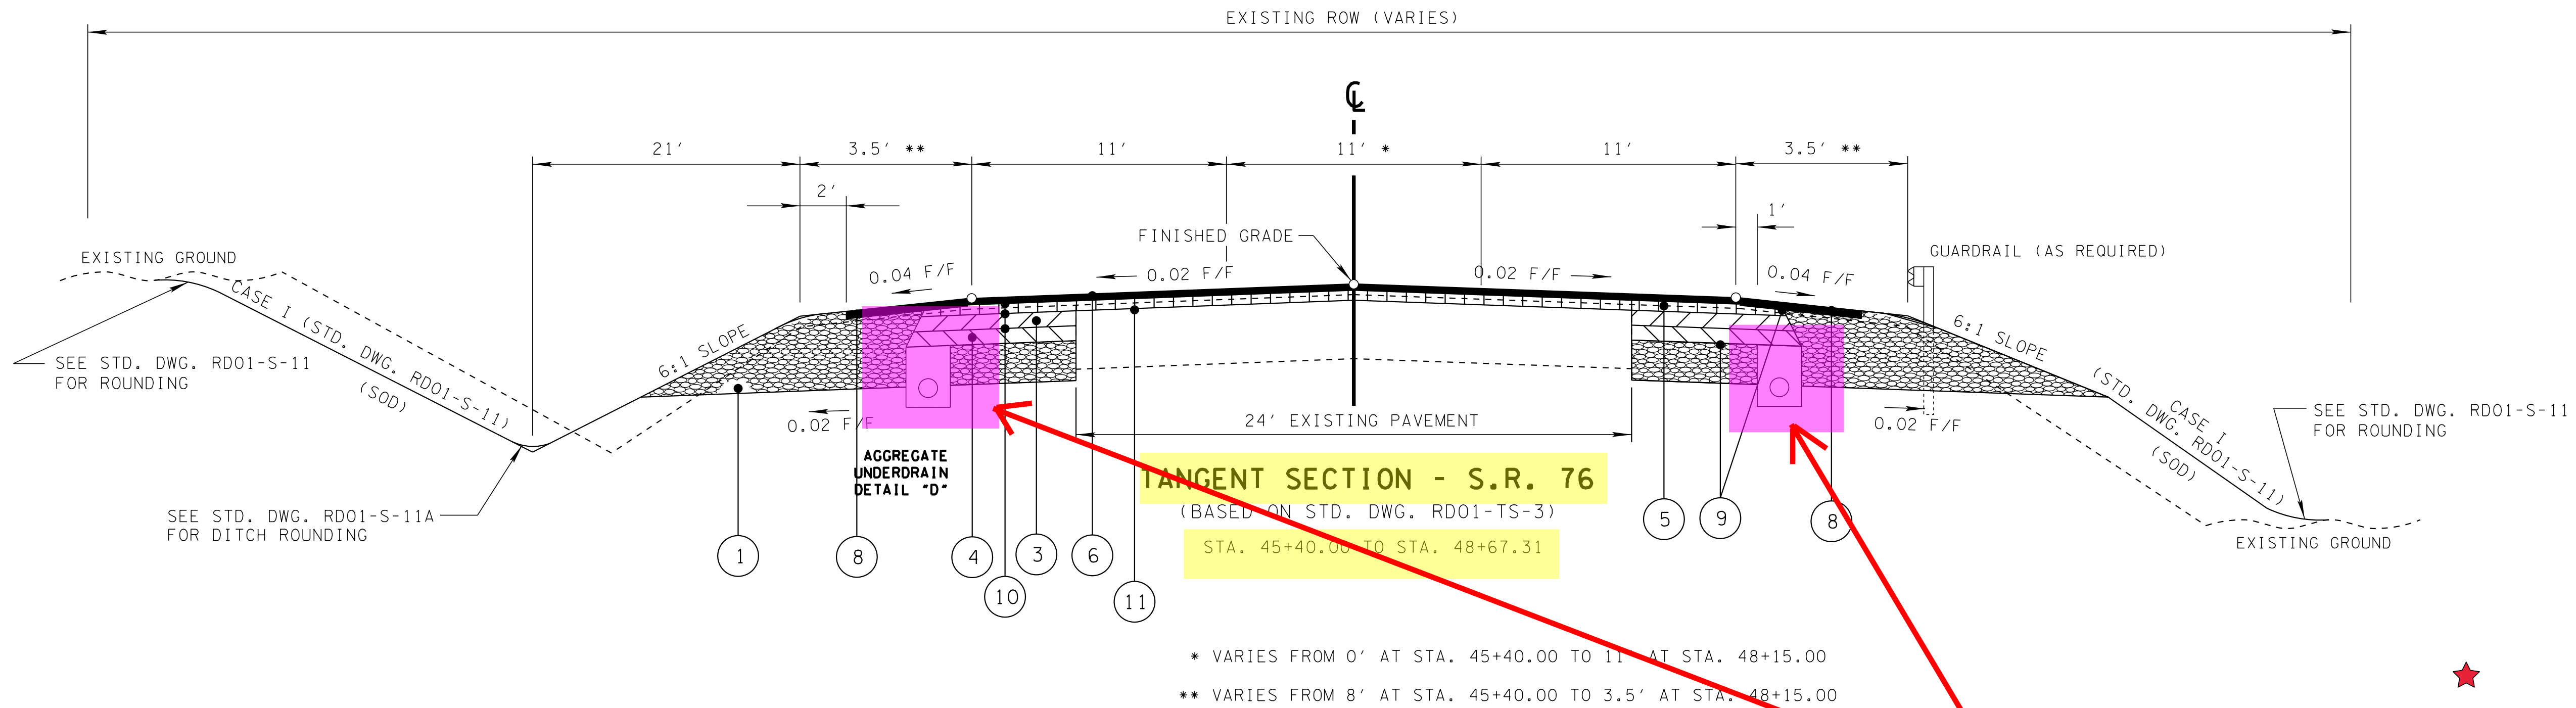 EXISTING ROW (VARIES)
℄
21' 3.5' ** 11' 11' * 11' 3.5' **
2'
1'
FINISHED GRADE
GUARDRAIL (AS REQUIRED)
EXISTING GROUND
0.04 F/F
0.02 F/F
0.02 F/F
0.04 F/F
CASE I (STD. DWG. RD01-S-11)
(SOD)
6:1 SLOPE
6:1 SLOPE
CASE I
(STD. DWG. RD01-S-11)
(SOD)
SEE STD. DWG. RD01-S-11
FOR ROUNDING
SEE STD. DWG. RD01-S-11
FOR ROUNDING
0.02 F/F
24' EXISTING PAVEMENT
0.02 F/F
AGGREGATE
UNDERDRAIN
DETAIL "D"
TANGENT SECTION - S.R. 76
(BASED ON STD. DWG. RD01-TS-3)
STA. 45+40.00 TO STA. 48+67.31
SEE STD. DWG. RD01-S-11A
FOR DITCH ROUNDING
EXISTING GROUND
1 8 4 10 3 6 11 5 9 8
* VARIES FROM 0' AT STA. 45+40.00 TO 11' AT STA. 48+15.00
** VARIES FROM 8' AT STA. 45+40.00 TO 3.5' AT STA. 48+15.00